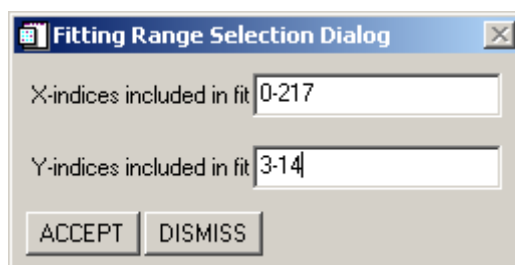 Fitting Range Selection Dialog
X-indices included in fit 0-217
Y-indices included in fit 3-14
ACCEPT DISMISS